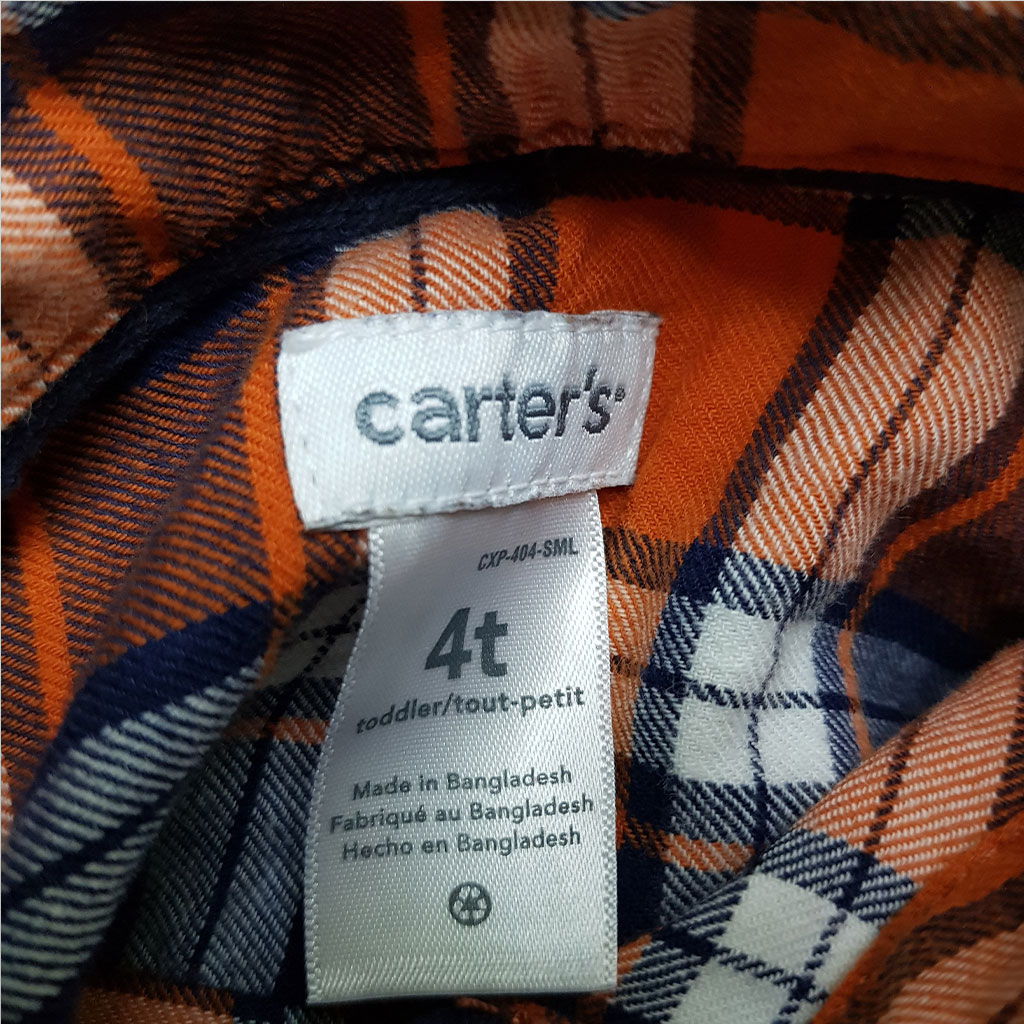 carter's®
CXP-404-SML
4t
toddler/tout-petit
Made in Bangladesh
Fabriqué au Bangladesh
Hecho en Bangladesh